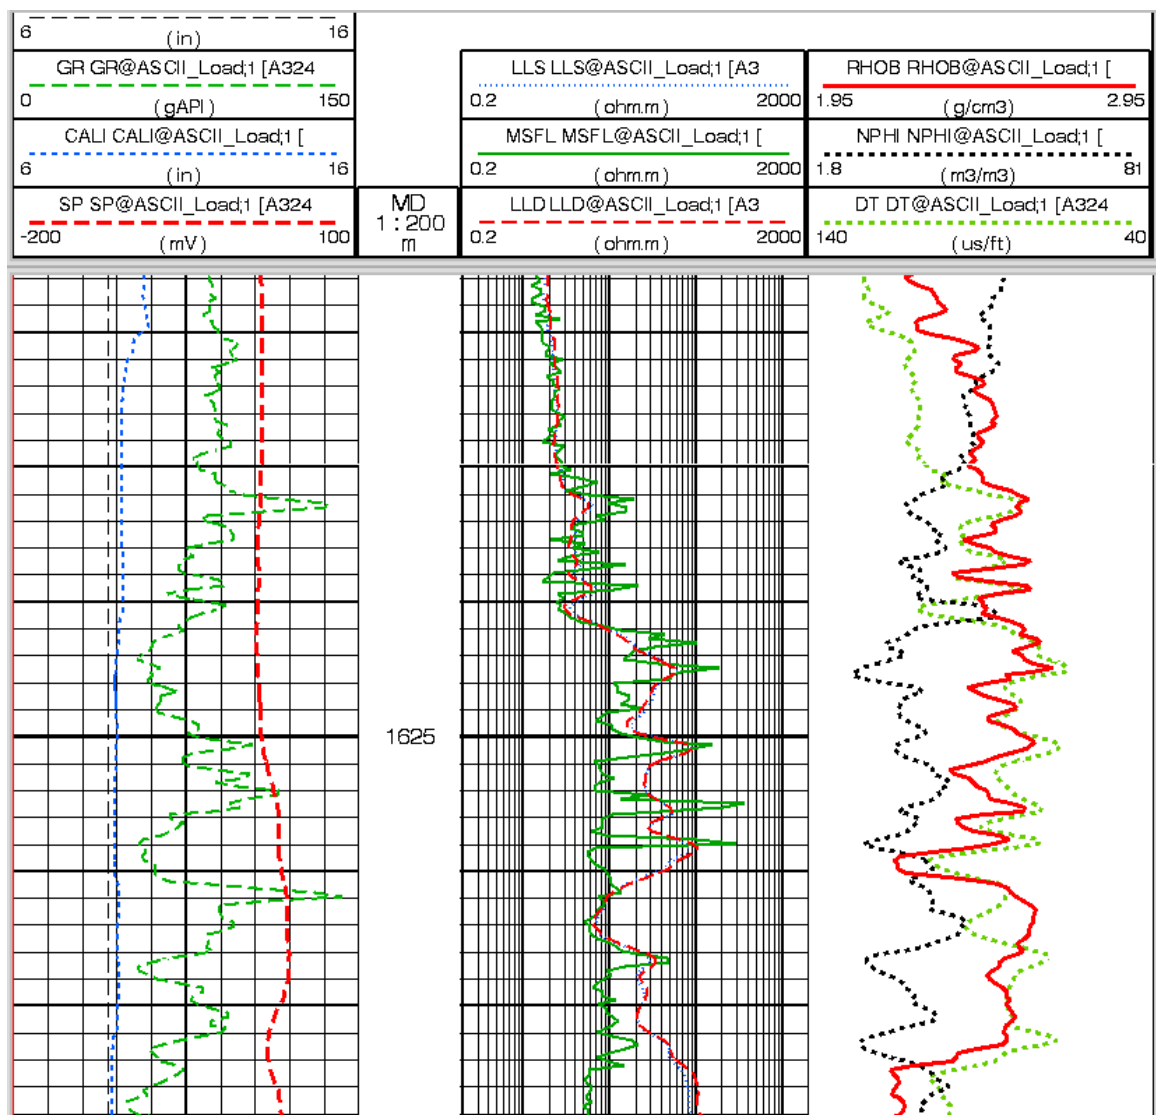 6 16
(in)
GR GR@ASCII_Load;1 [A324
0 150
(gAPI)
CALI CALI@ASCII_Load;1 [
6 16
(in)
SP SP@ASCII_Load;1 [A324
-200 100
(mV)
MD
1:200
m
LLS LLS@ASCII_Load;1 [A3
0.2 2000
(ohm.m)
MSFL MSFL@ASCII_Load;1 [
0.2 2000
(ohm.m)
LLD LLD@ASCII_Load;1 [A3
0.2 2000
(ohm.m)
RHOB RHOB@ASCII_Load;1 [
1.95 2.95
(g/cm3)
NPHI NPHI@ASCII_Load;1 [
1.8 81
(m3/m3)
DT DT@ASCII_Load;1 [A324
140 40
(us/ft)
1625